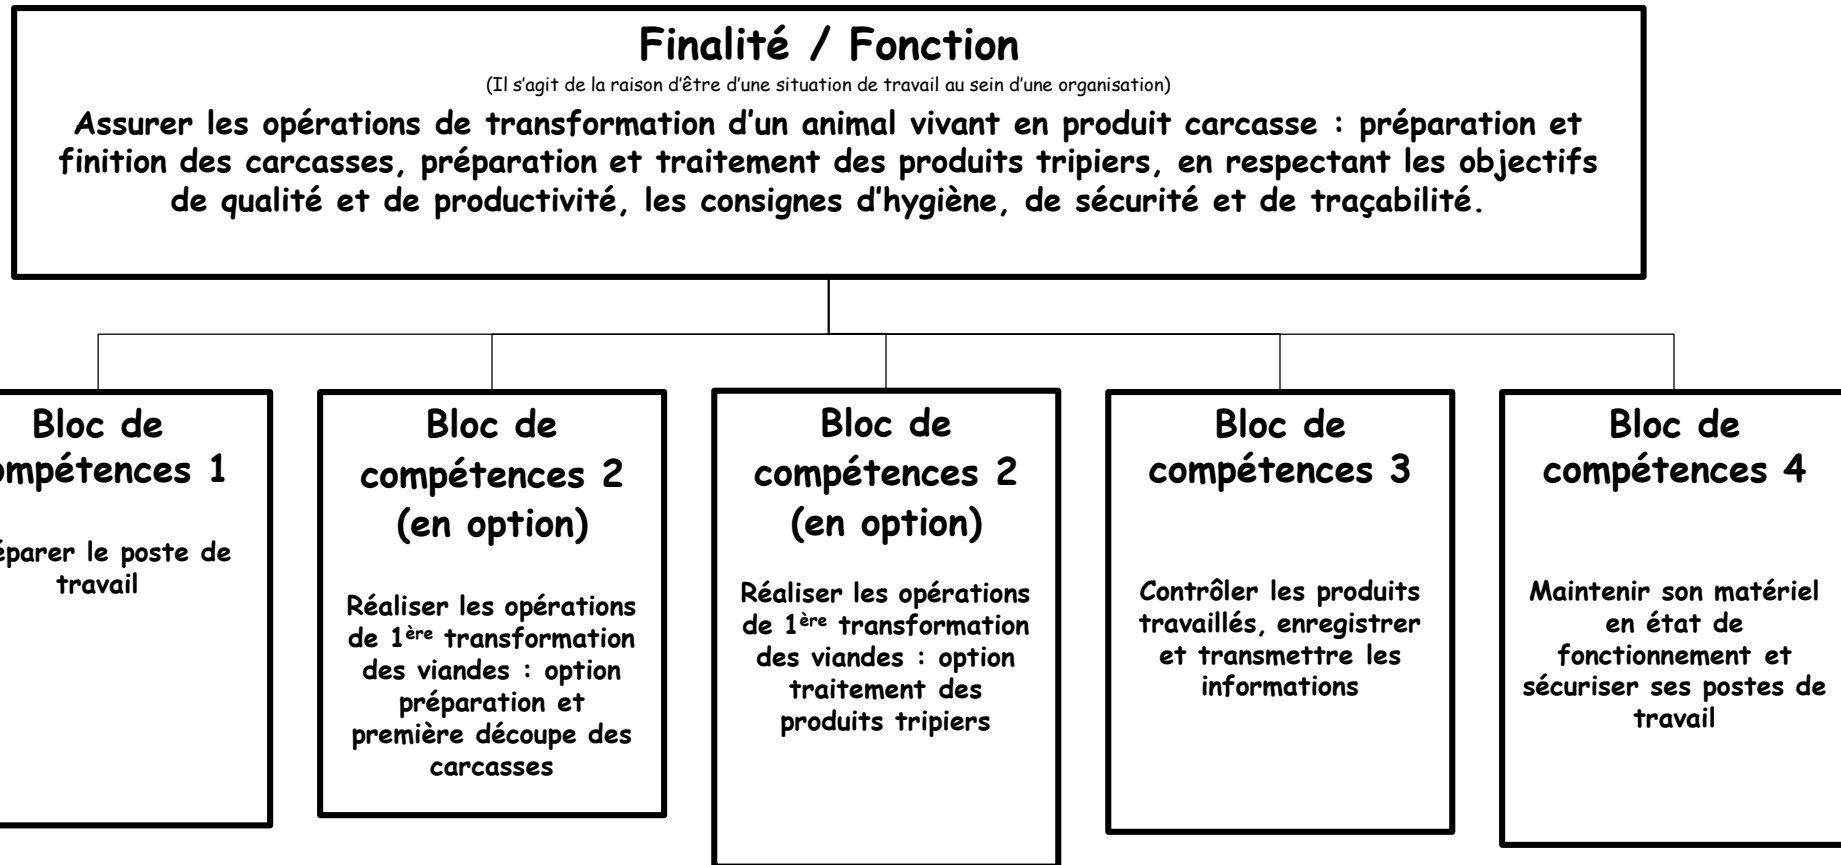 Finalité / Fonction
(Il s'agit de la raison d'être d'une situation de travail au sein d'une organisation)
Assurer les opérations de transformation d'un animal vivant en produit carcasse : préparation et
finition des carcasses, préparation et traitement des produits tripiers, en respectant les objectifs
de qualité et de productivité, les consignes d'hygiène, de sécurité et de traçabilité.
Bloc de
ompétences 1
éparer le poste de
travail
Bloc de
compétences 2
(en option)
Réaliser les opérations
de 1ère transformation
des viandes : option
préparation et
première découpe des
carcasses
Bloc de
compétences 2
(en option)
Réaliser les opérations
de 1ère transformation
des viandes : option
traitement des
produits tripiers
Bloc de
compétences 3
Contrôler les produits
travaillés, enregistrer
et transmettre les
informations
Bloc de
compétences 4
Maintenir son matériel
en état de
fonctionnement et
sécuriser ses postes de
travail